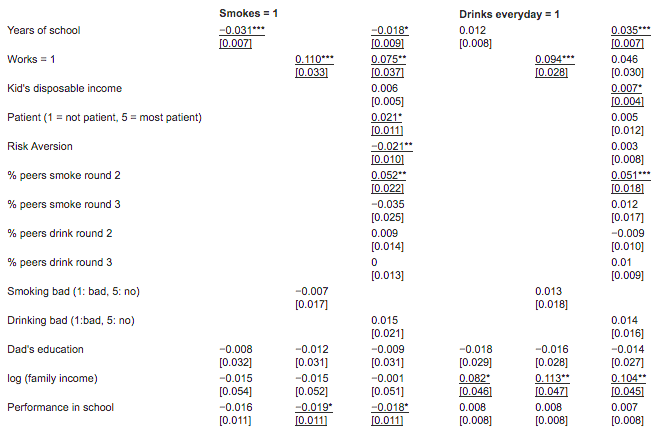 Smokes = 1 Drinks everyday = 1
Years of school −0.031*** −0.018* 0.012 0.035***
[0.007] [0.009] [0.008] [0.007]
Works = 1 0.110*** 0.075** 0.094*** 0.046
[0.033] [0.037] [0.028] [0.030]
Kid's disposable income 0.006 0.007*
[0.005] [0.004]
Patient (1 = not patient, 5 = most patient) 0.021* 0.005
[0.011] [0.012]
Risk Aversion −0.021** 0.003
[0.010] [0.008]
% peers smoke round 2 0.052** 0.051***
[0.022] [0.018]
% peers smoke round 3 −0.035 0.012
[0.025] [0.017]
% peers drink round 2 0.009 −0.009
[0.014] [0.010]
% peers drink round 3 0 0.01
[0.013] [0.009]
Smoking bad (1: bad, 5: no) −0.007 0.013
[0.017] [0.018]
Drinking bad (1:bad, 5: no) 0.015 0.014
[0.021] [0.016]
Dad's education −0.008 −0.012 −0.009 −0.018 −0.016 −0.014
[0.032] [0.031] [0.031] [0.029] [0.028] [0.027]
log (family income) −0.015 −0.015 −0.001 0.082* 0.113** 0.104**
[0.054] [0.052] [0.051] [0.046] [0.047] [0.045]
Performance in school −0.016 −0.019* −0.018* 0.008 0.008 0.007
[0.011] [0.011] [0.011] [0.008] [0.008] [0.008]